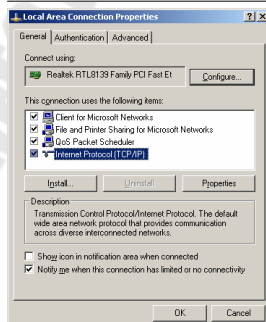 Local Area Connection Properties
General Authentication Advanced
Connect using:
Realtek RTL8139 Family PCI Fast Et Configure...
This connection uses the following items:
Client for Microsoft Networks
File and Printer Sharing for Microsoft Networks
QoS Packet Scheduler
Internet Protocol (TCP/IP)
Install... Uninstall Properties
Description
Transmission Control Protocol/Internet Protocol. The default
wide area network protocol that provides communication
across diverse interconnected networks.
Show icon in notification area when connected
Notify me when this connection has limited or no connectivity
OK Cancel